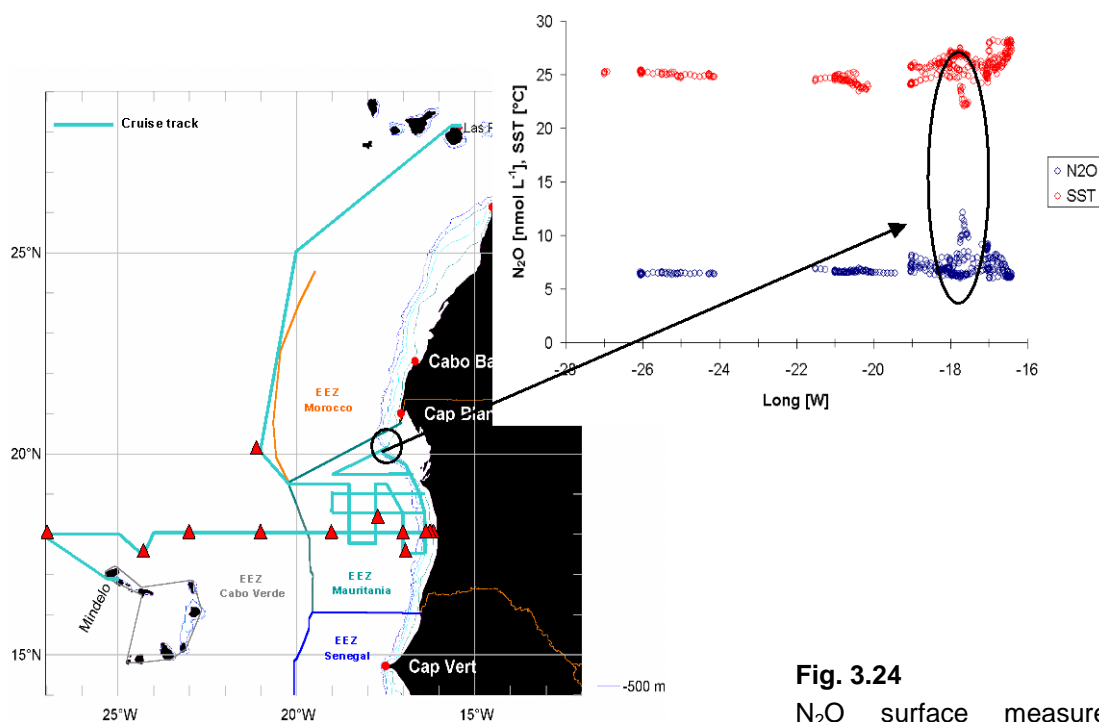 Cruise track
Las
25°N
20°N
15°N
20°W
15°W
25°W
Cabo Ba
Cap Blan
EEZ
Morocco
EEZ
Cabo Verde
EEZ
Mauritania
EEZ
Senegal
Mindelo
Cap Vert
-500 m
30
25
20
15
10
5
0
N₂O [nmol L⁻¹], SST [°C]
-28
-26
-24
-22
-20
-18
-16
Long [W]
N2O
SST
Fig. 3.24
N₂O surface measure